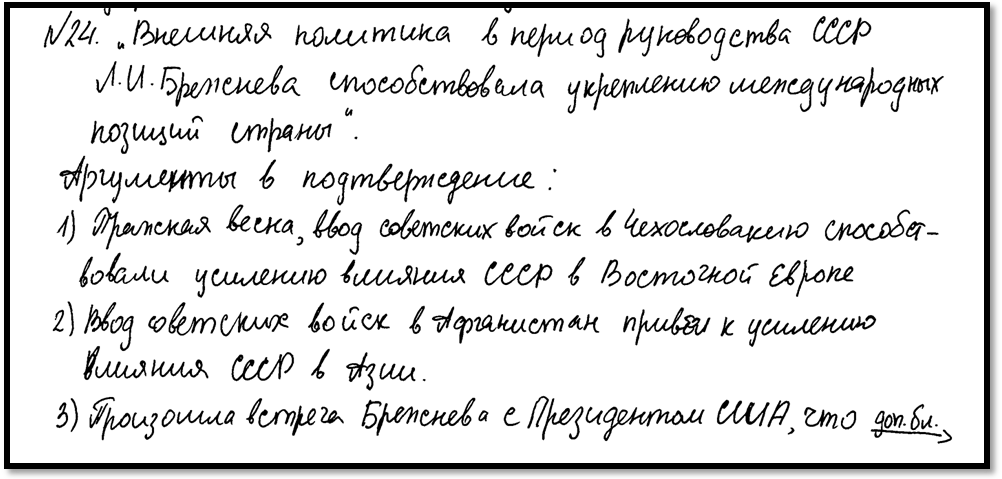 №24. „Внешняя политика в период руководства СССР
Л.И.Брежнева способствовала укреплению международных
позиций страны".
Аргументы в подтверждение:
1) Пражская весна, ввод советских войск в Чехословакию способст-
вовали усилению влияния СССР в Восточной Европе
2) Ввод советских войск в Афганистан привёл к усилению
влияния СССР в Азии.
3) Произошла встреча Брежнева с Президентом США, что доп.бл.